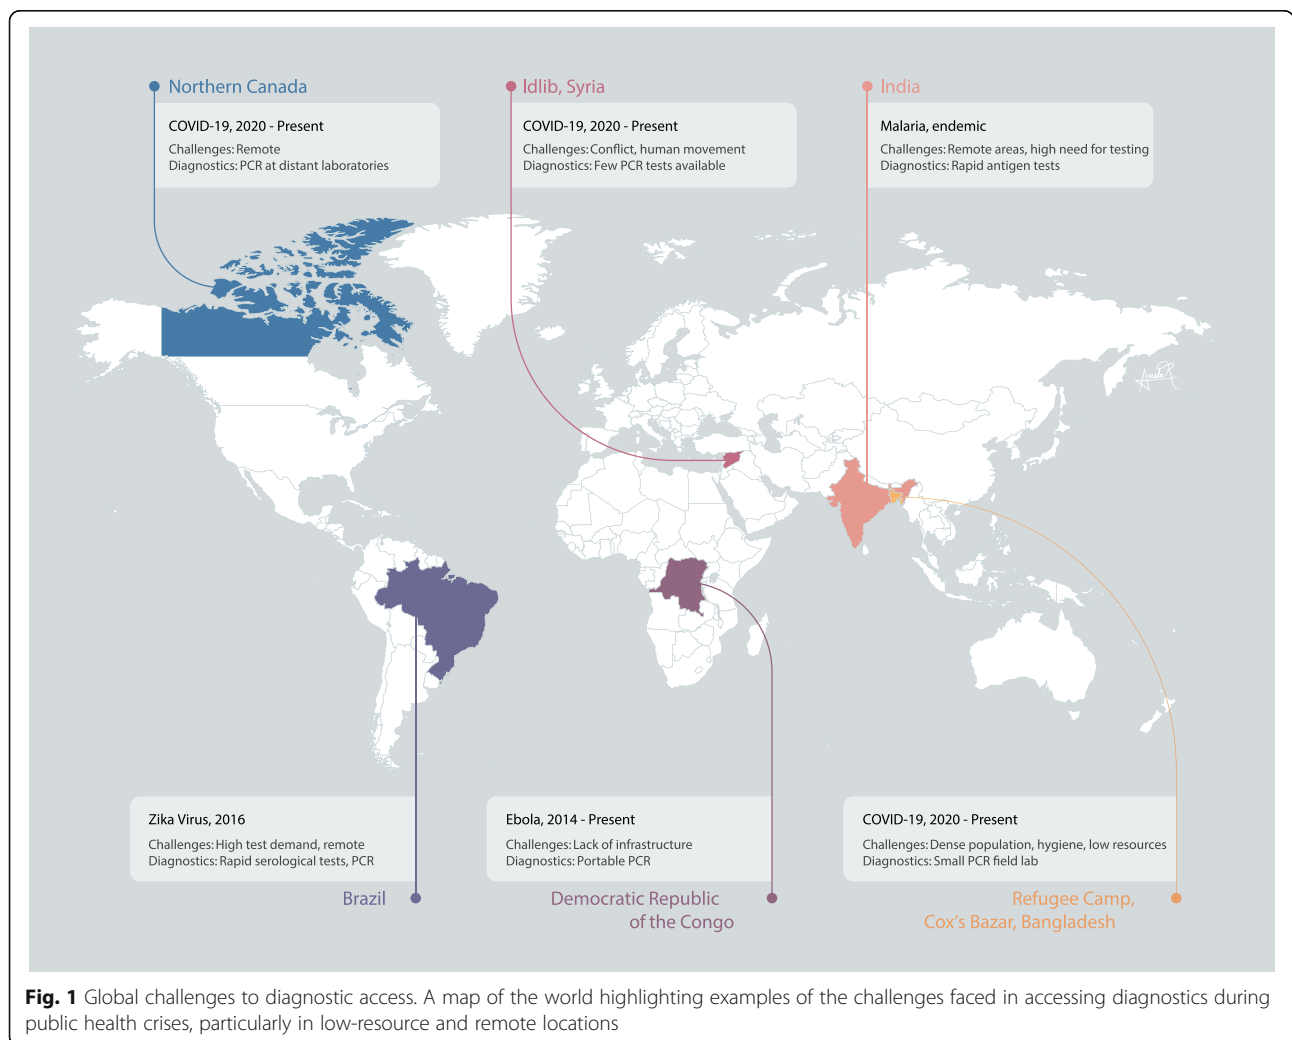 Northern Canada
COVID-19, 2020 - Present
Challenges: Remote
Diagnostics: PCR at distant laboratories
Idlib, Syria
COVID-19, 2020 - Present
Challenges: Conflict, human movement
Diagnostics: Few PCR tests available
India
Malaria, endemic
Challenges: Remote areas, high need for testing
Diagnostics: Rapid antigen tests
Zika Virus, 2016
Challenges: High test demand, remote
Diagnostics: Rapid serological tests, PCR
Brazil
Ebola, 2014 - Present
Challenges: Lack of infrastructure
Diagnostics: Portable PCR
Democratic Republic
of the Congo
COVID-19, 2020 - Present
Challenges: Dense population, hygiene, low resources
Diagnostics: Small PCR field lab
Refugee Camp,
Cox's Bazar, Bangladesh
Fig. 1 Global challenges to diagnostic access. A map of the world highlighting examples of the challenges faced in accessing diagnostics during
public health crises, particularly in low-resource and remote locations